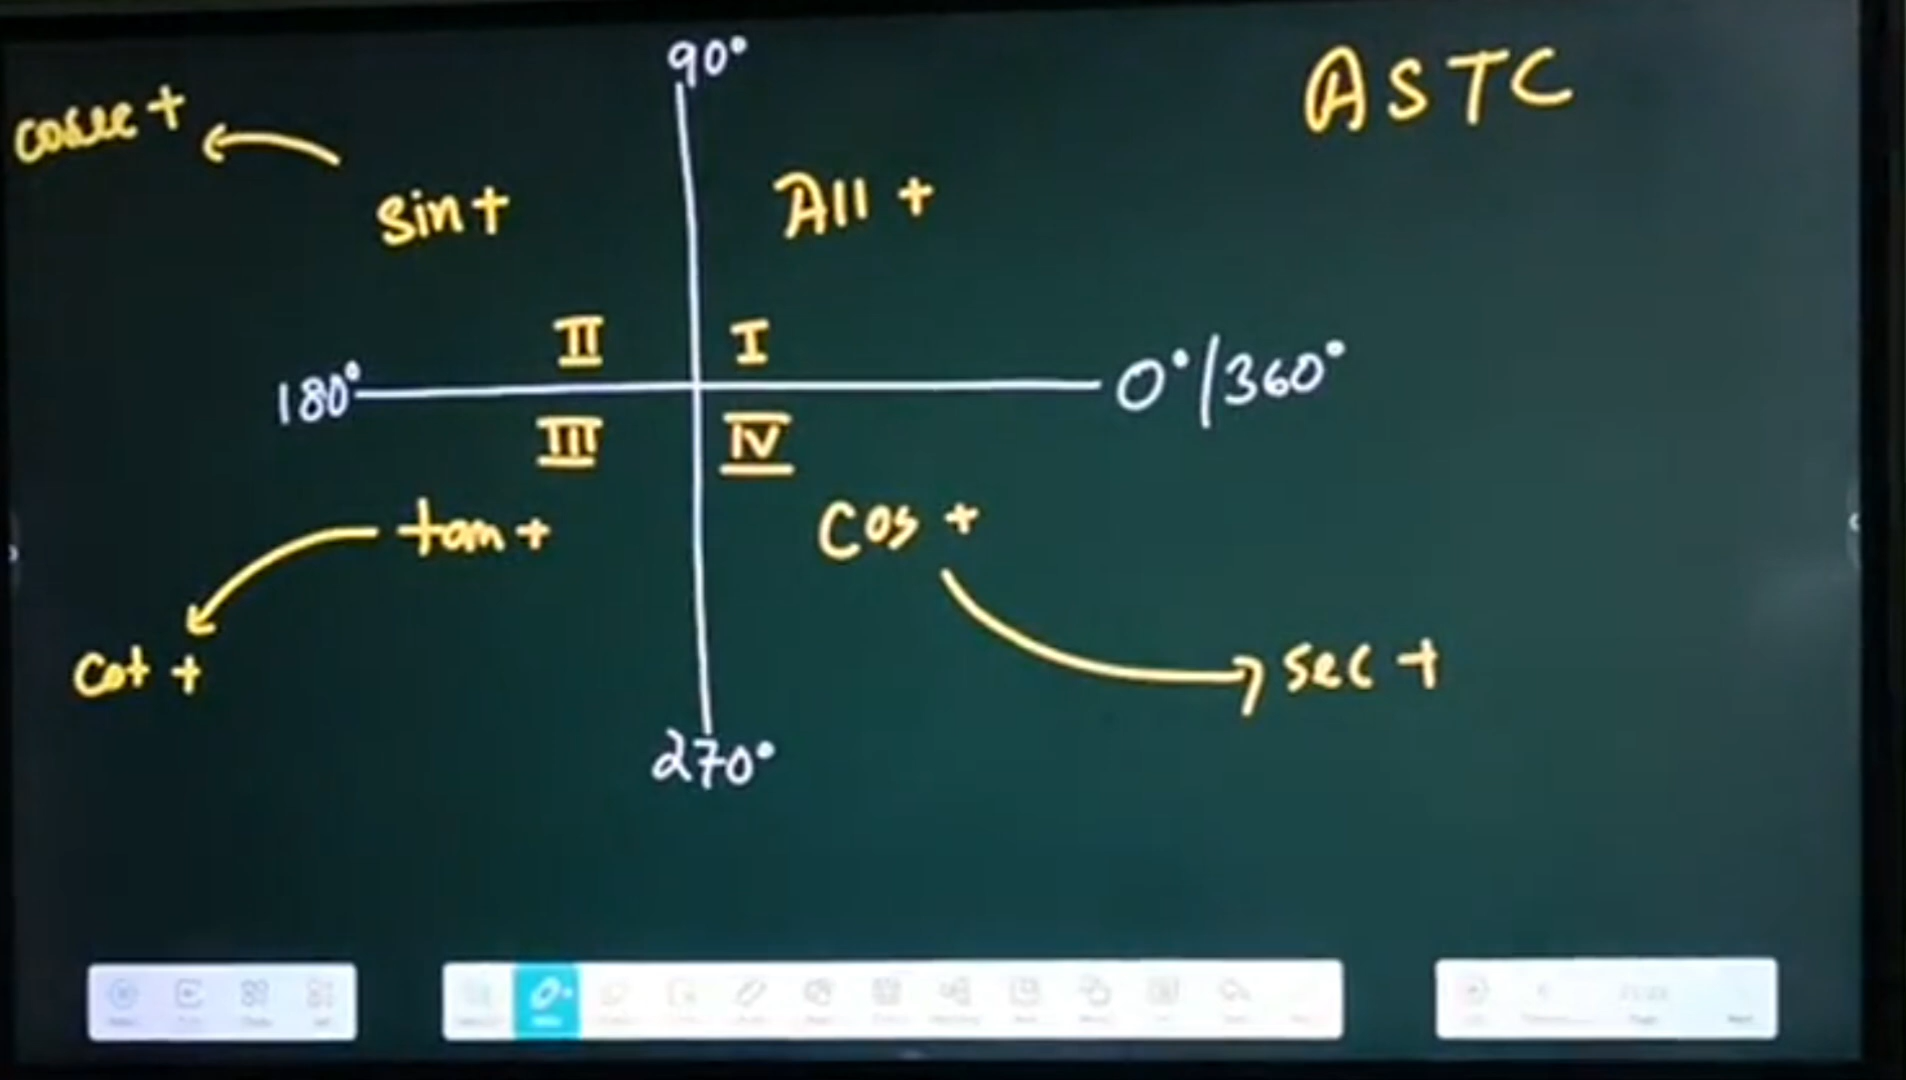 90°
ASTC
cosec +
sin +
All +
II
I
180°
0°/360°
III
IV
tan +
cos +
cot +
sec +
270°